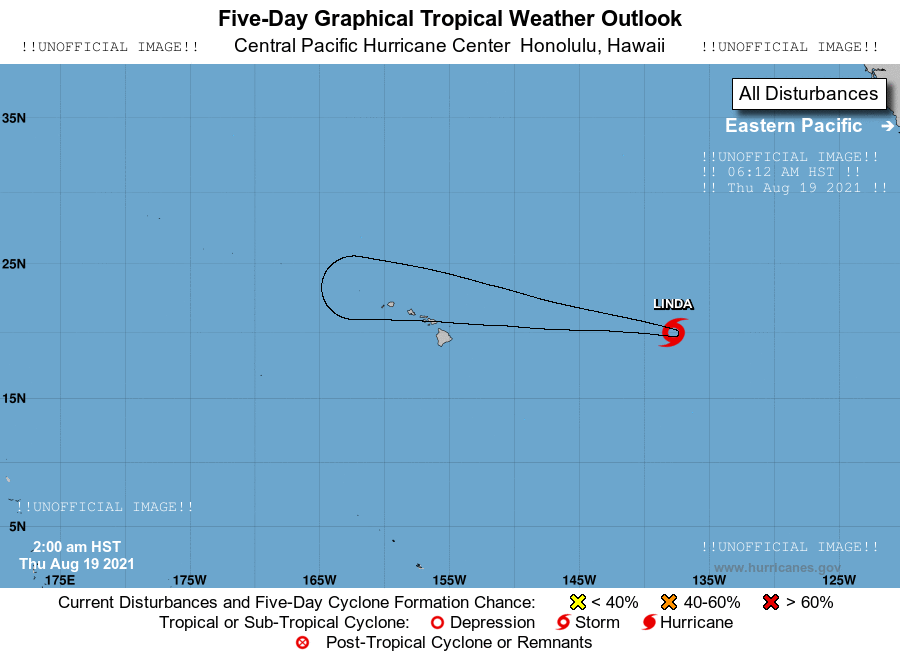 Five-Day Graphical Tropical Weather Outlook
!!UNOFFICIAL IMAGE!! Central Pacific Hurricane Center Honolulu, Hawaii !!UNOFFICIAL IMAGE!!
All Disturbances
35N
Eastern Pacific →
!!UNOFFICIAL IMAGE!!
!! 06:12 AM HST !!
!! Thu Aug 19 2021 !!
25N
LINDA
15N
!!UNOFFICIAL IMAGE!!
5N
2:00 am HST
Thu Aug 19 2021
!!UNOFFICIAL IMAGE!!
www.hurricanes.gov
175E 175W 165W 155W 145W 135W 125W
Current Disturbances and Five-Day Cyclone Formation Chance: < 40% 40-60% > 60%
Tropical or Sub-Tropical Cyclone: Depression Storm Hurricane
Post-Tropical Cyclone or Remnants